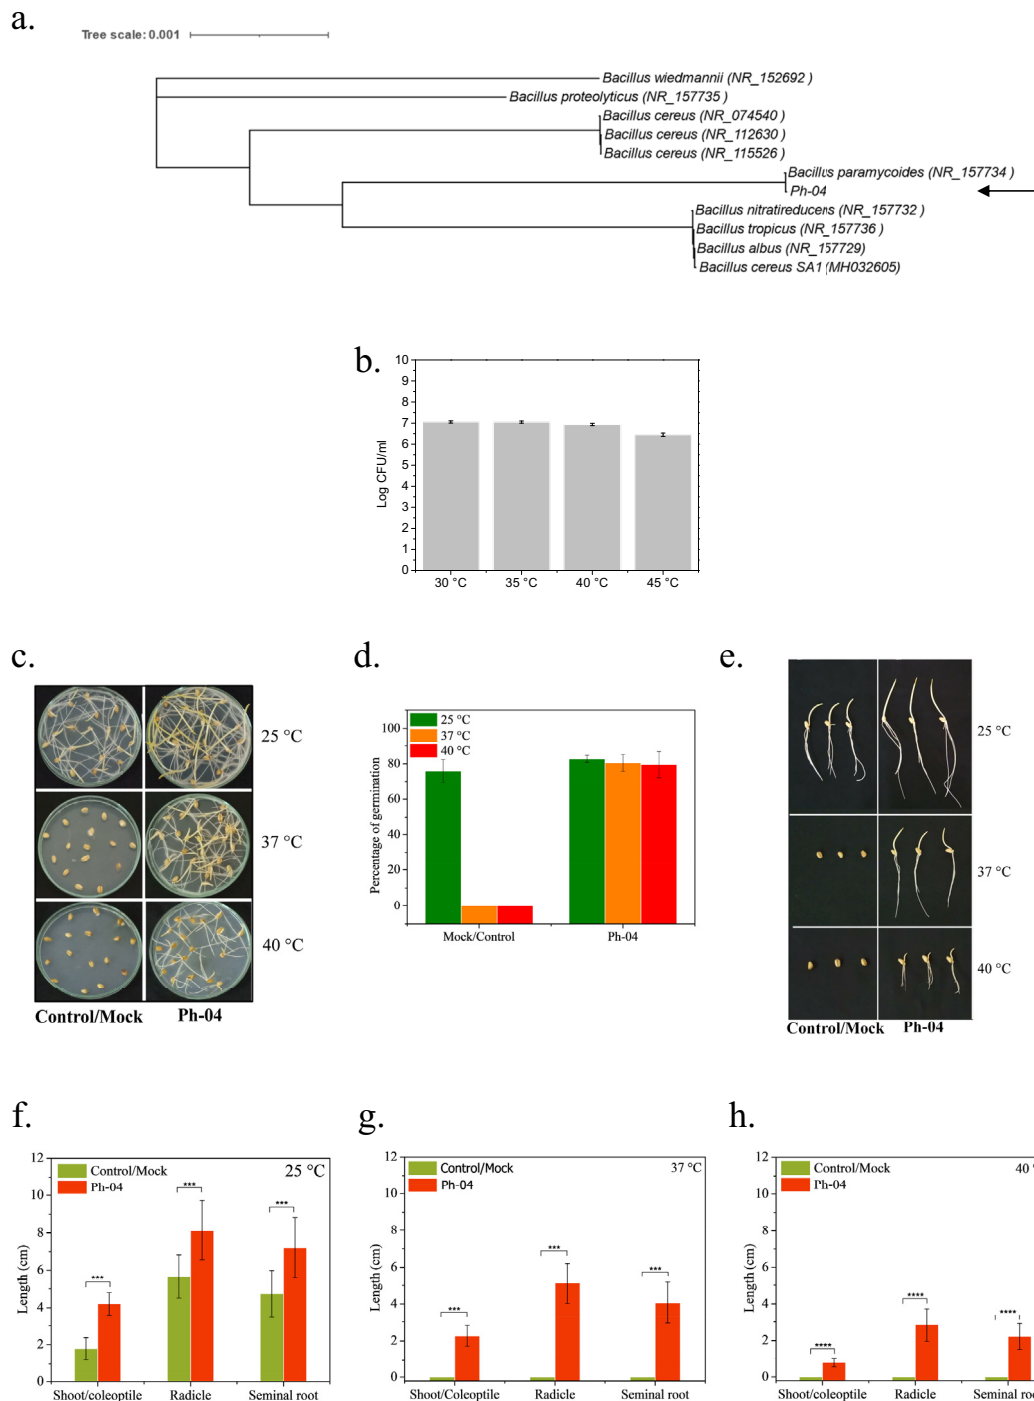 a.
Tree scale: 0.001
Bacillus wiedmannii (NR_152692 )
Bacillus proteolyticus (NR_157735)
Bacillus cereus (NR_074540)
Bacillus cereus (NR_112630)
Bacillus cereus (NR_115526 )
Bacillus paramycoides (NR_157734 )
Ph-04
Bacillus nitratireducens (NR_157732 )
Bacillus tropicus (NR_157736 )
Bacillus albus (NR_157729)
Bacillus cereus SA1 (MH032605)
b.
10
9
8
7
6
5
4
3
2
1
0
Log CFU/ml
30 °C 35 °C 40 °C 45 °C
c.
25 °C
37 °C
40 °C
Control/Mock Ph-04
d.
25 °C
37 °C
40 °C
100
80
60
40
20
0
Percentage of germination
Mock/Control Ph-04
e.
25 °C
37 °C
40 °C
Control/Mock Ph-04
f.
Control/Mock
Ph-04
25 °C
12
10
8
6
4
2
0
Length (cm)
*** *** ***
Shoot/coleoptile Radicle Seminal root
g.
Control/Mock
Ph-04
37 °C
12
10
8
6
4
2
0
Length (cm)
*** *** ***
Shoot/Coleoptile Radicle Seminal root
h.
Control/Mock
Ph-04
40 °
12
10
8
6
4
2
0
Length (cm)
**** **** ****
Shoot/coleoptile Radicle Seminal roo